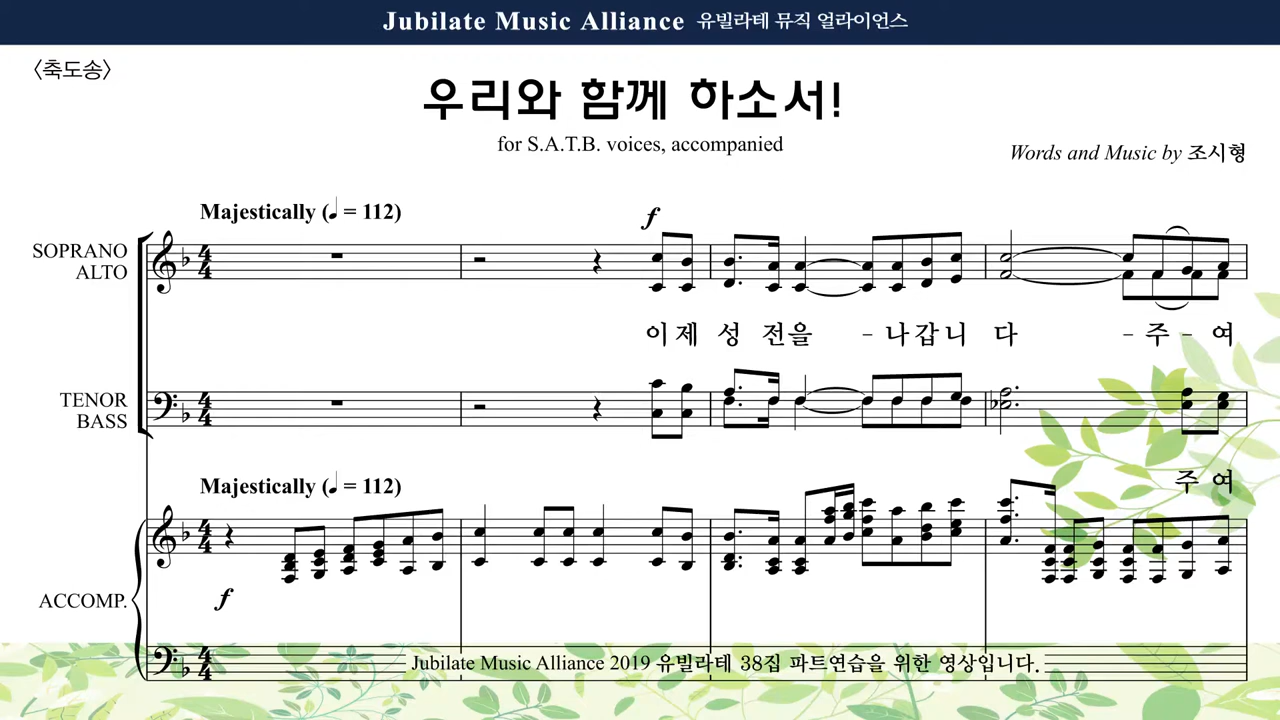 Jubilate Music Alliance 유빌라테 뮤직 얼라이언스
〈축도송〉
우리와 함께 하소서!
for S.A.T.B. voices, accompanied
Words and Music by 조시형
Majestically (♩ = 112)
f
SOPRANO
ALTO
이제 성 전을 - 나갑니 다 - 주 - 여
TENOR
BASS
주 여
Majestically (♩ = 112)
f
ACCOMP.
Jubilate Music Alliance 2019 유빌라테 38집 파트연습을 위한 영상입니다.